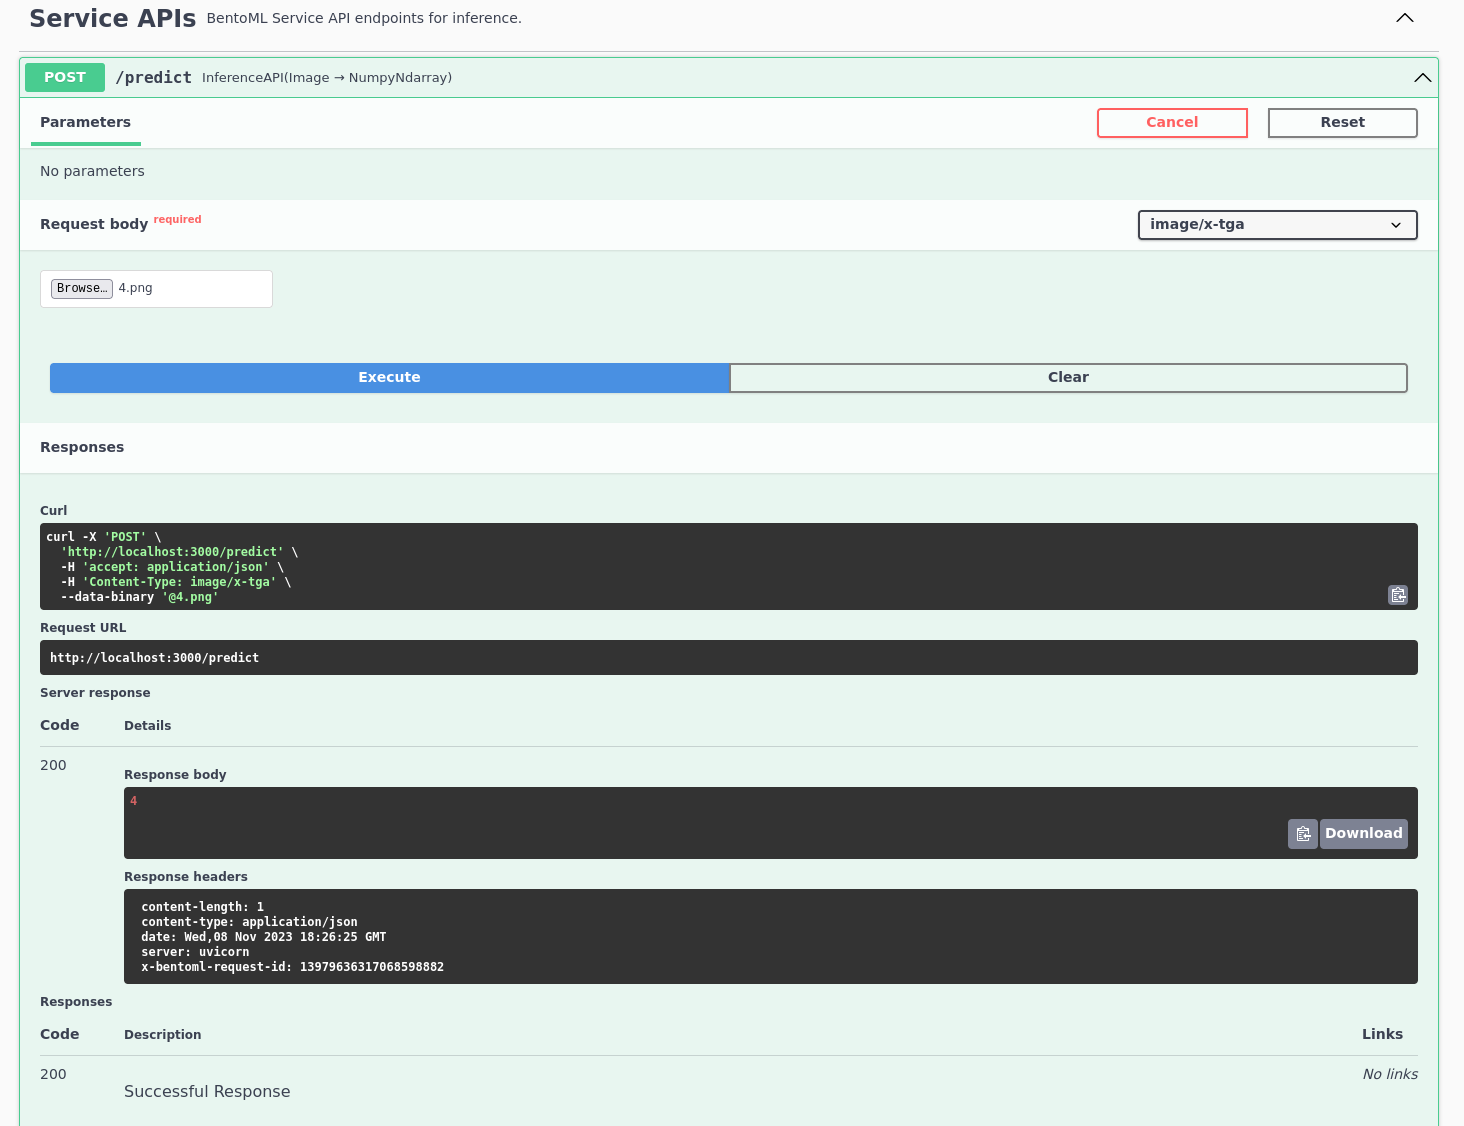 Service APIs BentoML Service API endpoints for inference.
POST /predict InferenceAPI(Image → NumpyNdarray)
Parameters Cancel Reset
No parameters
Request body required image/x-tga
Browse… 4.png
Execute Clear
Responses
Curl
curl -X 'POST' \
'http://localhost:3000/predict' \
-H 'accept: application/json' \
-H 'Content-Type: image/x-tga' \
--data-binary '@4.png'
Request URL
http://localhost:3000/predict
Server response
Code Details
200
Response body
4
Download
Response headers
content-length: 1
content-type: application/json
date: Wed,08 Nov 2023 18:26:25 GMT
server: uvicorn
x-bentoml-request-id: 13979636317068598882
Responses
Code Description Links
200 No links
Successful Response